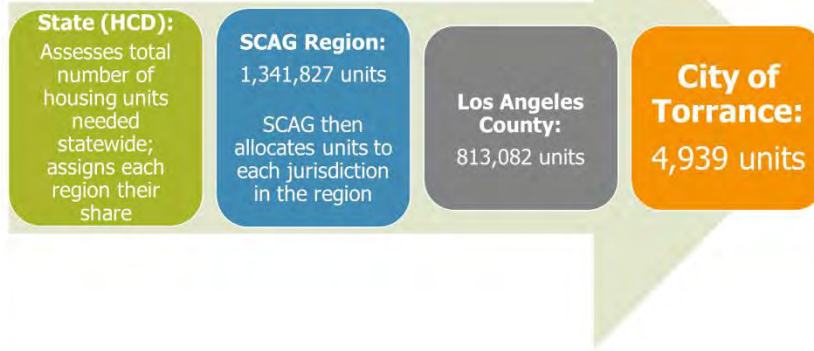 State (HCD):
Assesses total
number of
housing units
needed
statewide;
assigns each
region their
share
SCAG Region:
1,341,827 units
SCAG then
allocates units to
each jurisdiction
in the region
Los Angeles
County:
813,082 units
City of
Torrance:
4,939 units